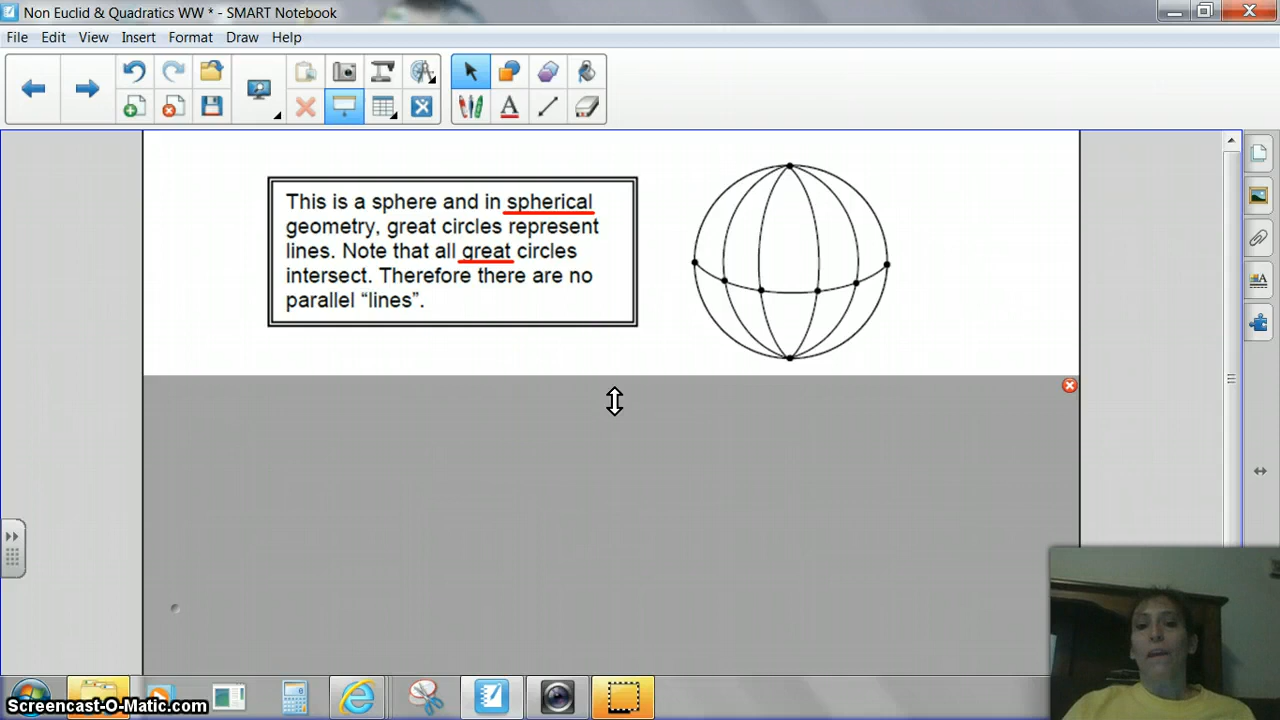 Non Euclid & Quadratics WW * - SMART Notebook
File Edit View Insert Format Draw Help
This is a sphere and in spherical
geometry, great circles represent
lines. Note that all great circles
intersect. Therefore there are no
parallel “lines”.
Screencast-O-Matic.com